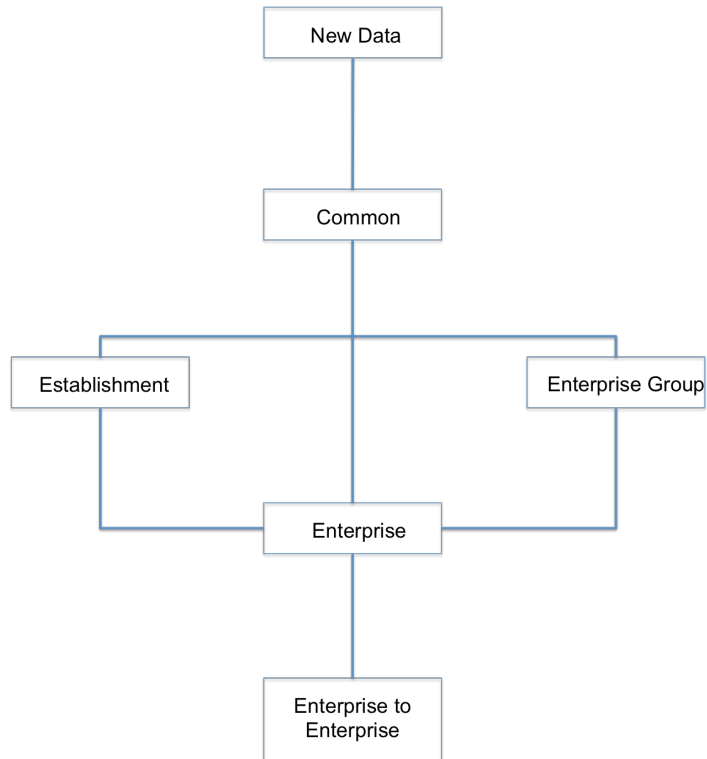 New Data
Common
Establishment
Enterprise Group
Enterprise
Enterprise to
Enterprise